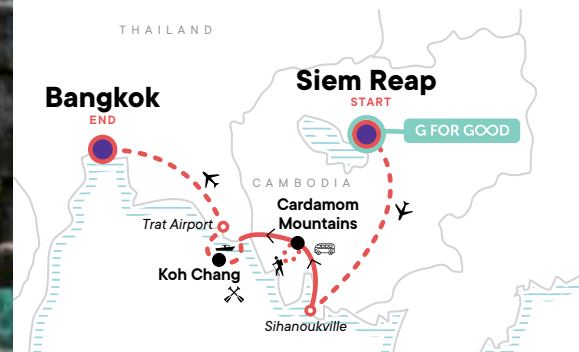 THAILAND
Siem Reap
START
Bangkok
END
G FOR GOOD
CAMBODIA
Cardamom
Mountains
Trat Airport
Koh Chang
Sihanoukville